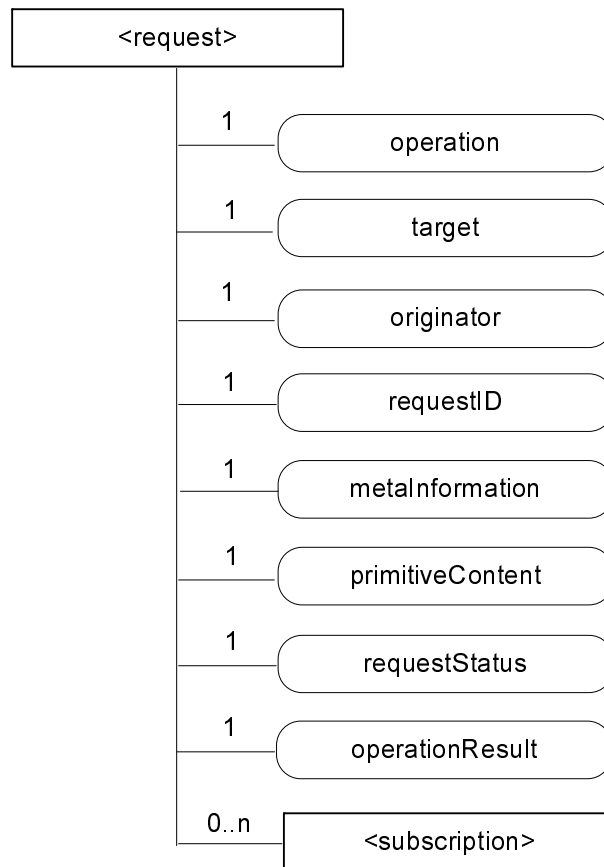 <request>
1
operation
1
target
1
originator
1
requestID
1
metaInformation
1
primitiveContent
1
requestStatus
1
operationResult
0..n
<subscription>